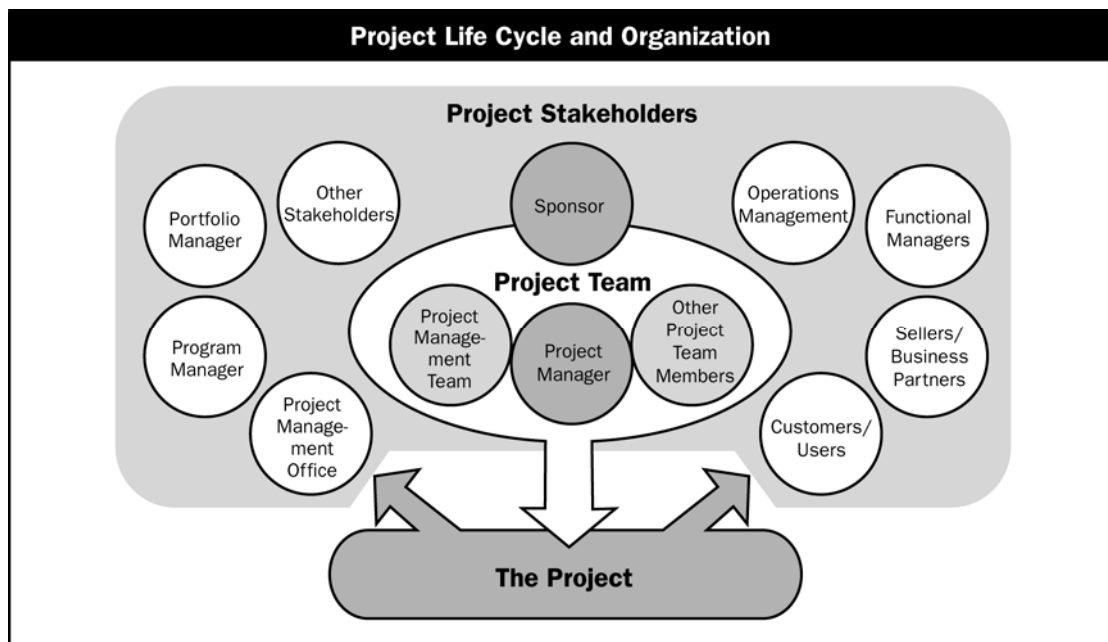 Project Life Cycle and Organization
Project Stakeholders
Portfolio
Manager
Other
Stakeholders
Sponsor
Operations
Management
Functional
Managers
Project Team
Program
Manager
Project
Manage-
ment
Team
Project
Manager
Other
Project
Team
Members
Sellers/
Business
Partners
Project
Manage-
ment
Office
Customers/
Users
The Project